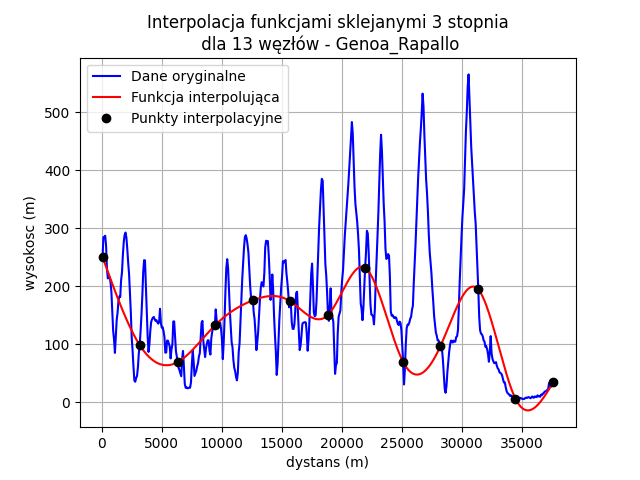 Interpolacja funkcjami sklejanymi 3 stopnia
dla 13 węzłów - Genoa_Rapallo
Dane oryginalne
Funkcja interpolująca
Punkty interpolacyjne
wysokosc (m)
500
400
300
200
100
0
0 5000 10000 15000 20000 25000 30000 35000
dystans (m)